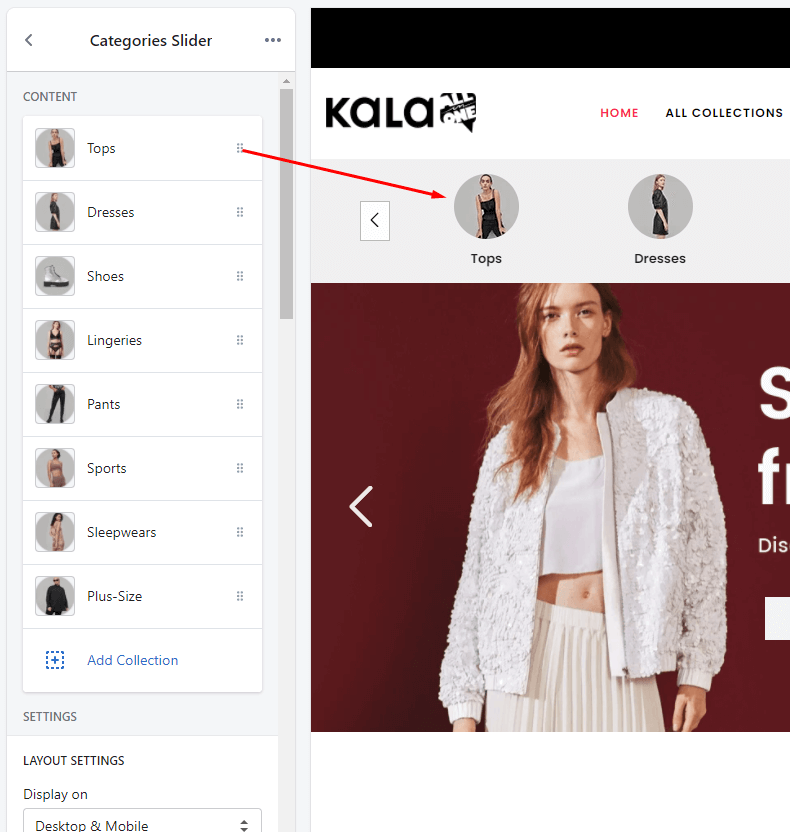 Categories Slider
CONTENT
Tops
Dresses
Shoes
Lingeries
Pants
Sports
Sleepwears
Plus-Size
Add Collection
SETTINGS
LAYOUT SETTINGS
Display on
Desktop & Mobile
KALA ALL
ONE
HOME ALL COLLECTIONS
Tops Dresses
S
fr
Dis